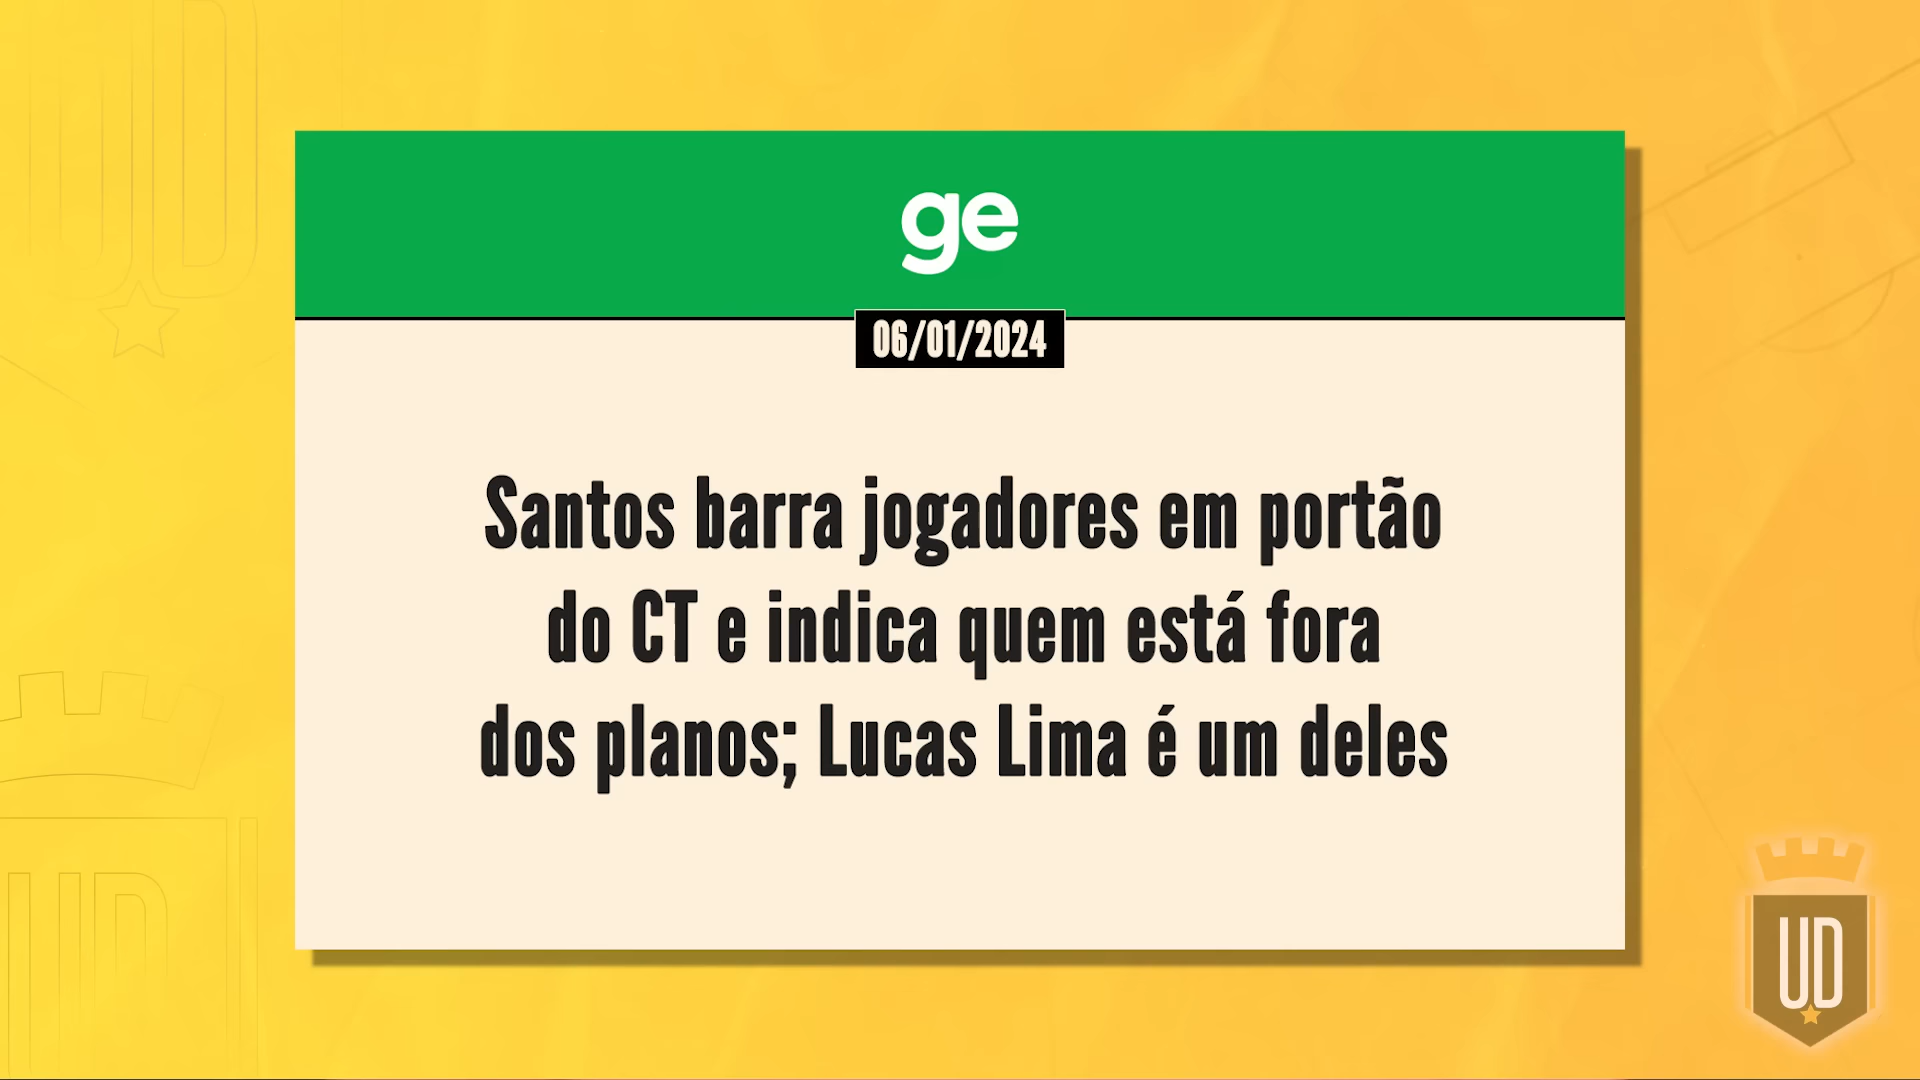 ge
06/01/2024
Santos barra jogadores em portão
do CT e indica quem está fora
dos planos; Lucas Lima é um deles
UD